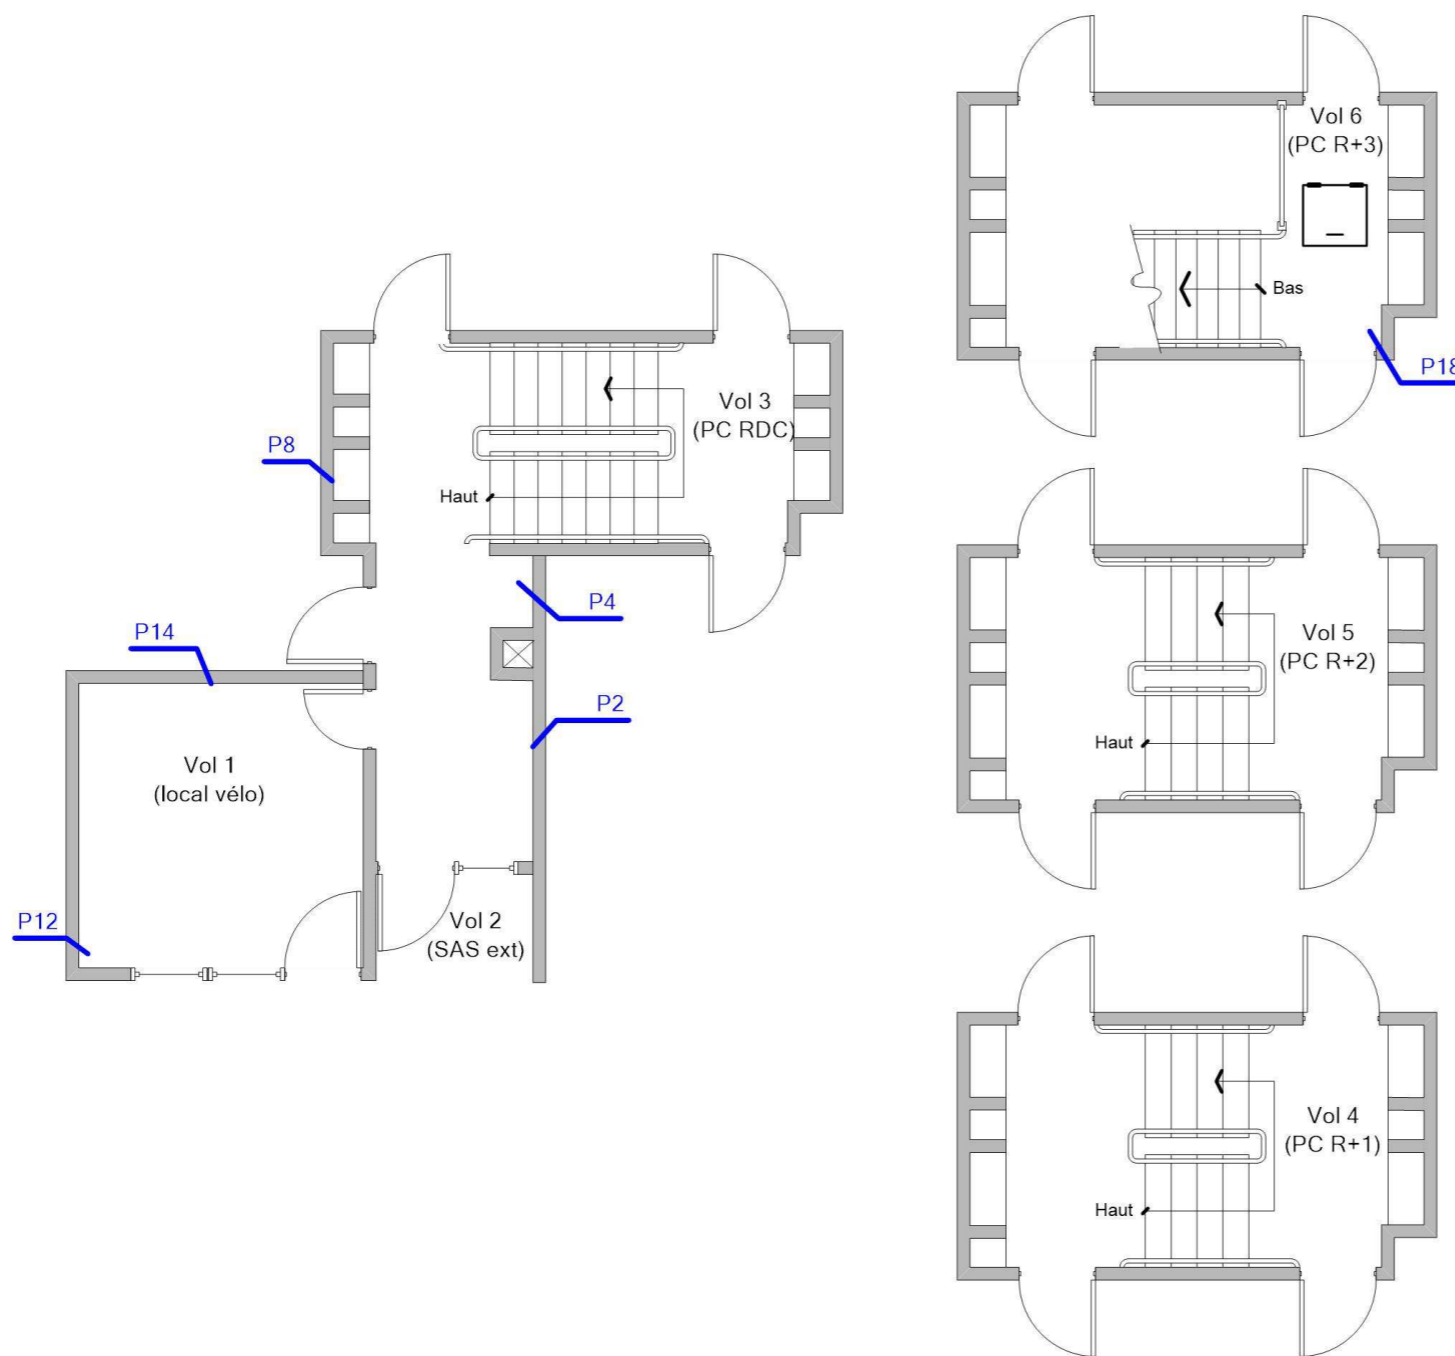 Vol 6
(PC R+3)
Bas
P18
Vol 3
(PC RDC)
P8
Haut
P4
P14
P2
Vol 1
(local vélo)
P12
Vol 2
(SAS ext)
Vol 5
(PC R+2)
Haut
Vol 4
(PC R+1)
Haut